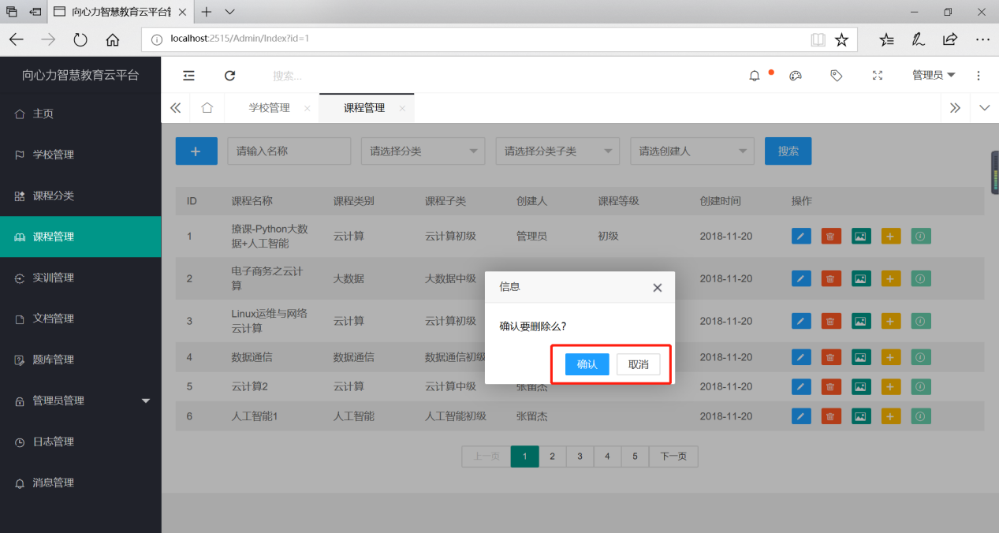 向心力智慧教育云平台管
localhost:2515/Admin/Index?id=1
向心力智慧教育云平台
搜索...
管理员
主页
学校管理
课程分类
课程管理
实训管理
文档管理
题库管理
管理员管理
日志管理
消息管理
学校管理
课程管理
请输入名称
请选择分类
请选择分类子类
请选创建人
搜索
ID 课程名称 课程类别 课程子类 创建人 课程等级 创建时间 操作
1 撩课-Python大数 云计算 云计算初级 管理员 初级 2018-11-20
据+人工智能
2 电子商务之云计 大数据 大数据中级 2018-11-20
算
3 Linux运维与网络 云计算 云计算初级 2018-11-20
云计算
4 数据通信 数据通信 数据通信初级 2018-11-20
5 云计算2 云计算 云计算中级 张留杰 2018-11-20
6 人工智能1 人工智能 人工智能初级 张留杰 2018-11-20
信息
确认要删除么?
确认 取消
上一页 1 2 3 4 5 下一页